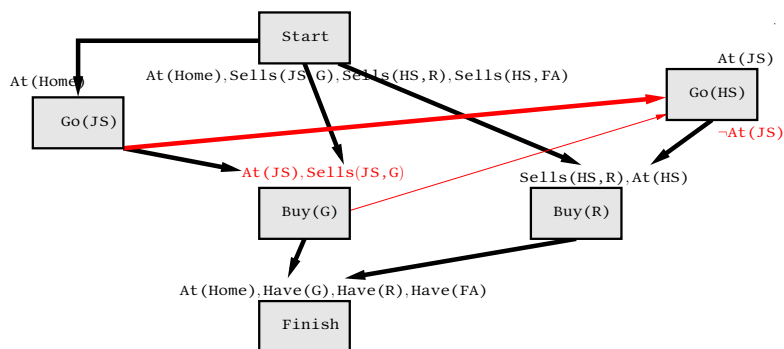 Start
At(Home),Sells(JS,G),Sells(HS,R),Sells(HS,FA)
At(JS)
At(Home)
Go(HS)
Go(JS)
¬At(JS)
At(JS),Sells(JS,G)
Sells(HS,R),At(HS)
Buy(G)
Buy(R)
At(Home),Have(G),Have(R),Have(FA)
Finish